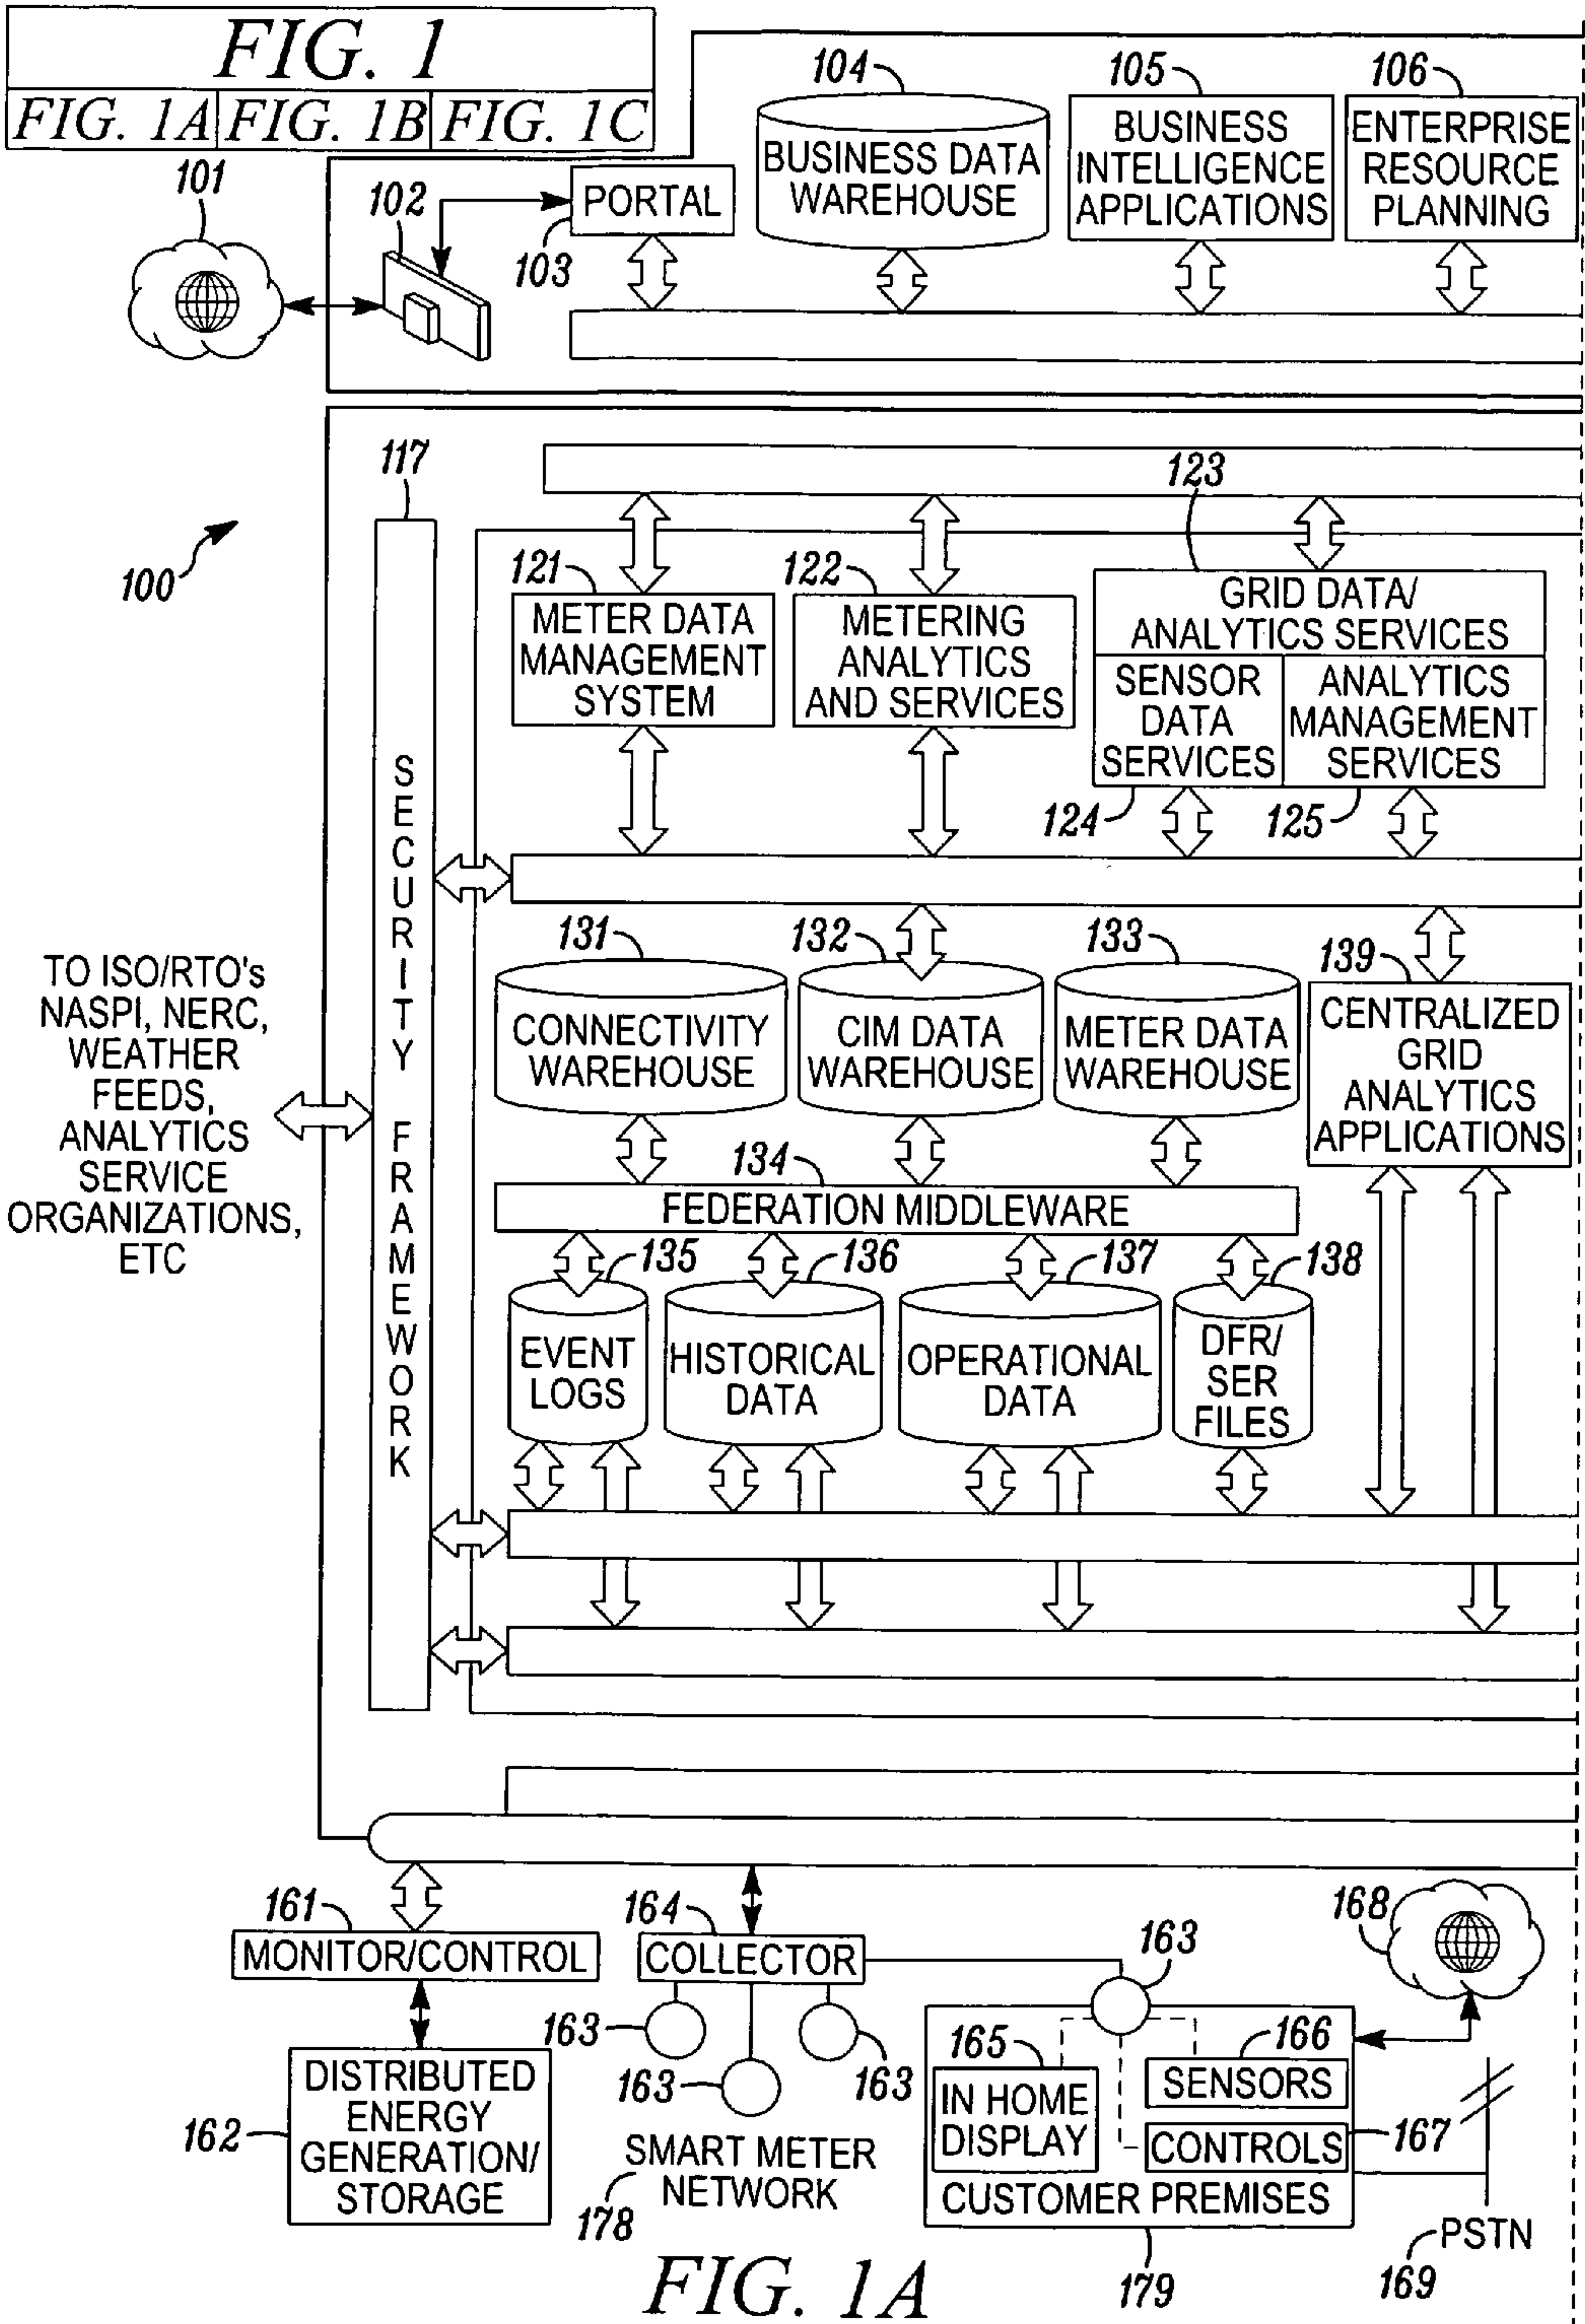 FIG. 1
FIG. 1A FIG. 1B FIG. 1C
101
102
103
PORTAL
104
BUSINESS DATA
WAREHOUSE
105
BUSINESS
INTELLIGENCE
APPLICATIONS
106
ENTERPRISE
RESOURCE
PLANNING
100
117
SECURITY FRAMEWORK
TO ISO/RTO's
NASPI, NERC,
WEATHER
FEEDS,
ANALYTICS
SERVICE
ORGANIZATIONS,
ETC
121
METER DATA
MANAGEMENT
SYSTEM
122
METERING
ANALYTICS
AND SERVICES
123
GRID DATA/
ANALYTICS SERVICES
SENSOR
DATA
SERVICES
124
ANALYTICS
MANAGEMENT
SERVICES
125
131
CONNECTIVITY
WAREHOUSE
132
CIM DATA
WAREHOUSE
133
METER DATA
WAREHOUSE
139
CENTRALIZED
GRID
ANALYTICS
APPLICATIONS
134
FEDERATION MIDDLEWARE
135
EVENT
LOGS
136
HISTORICAL
DATA
137
OPERATIONAL
DATA
138
DFR/
SER
FILES
161
MONITOR/CONTROL
162
DISTRIBUTED
ENERGY
GENERATION/
STORAGE
164
COLLECTOR
163
163
163
163
SMART METER
NETWORK
178
165
IN HOME
DISPLAY
166
SENSORS
CONTROLS
167
CUSTOMER PREMISES
179
168
PSTN
169
FIG. 1A